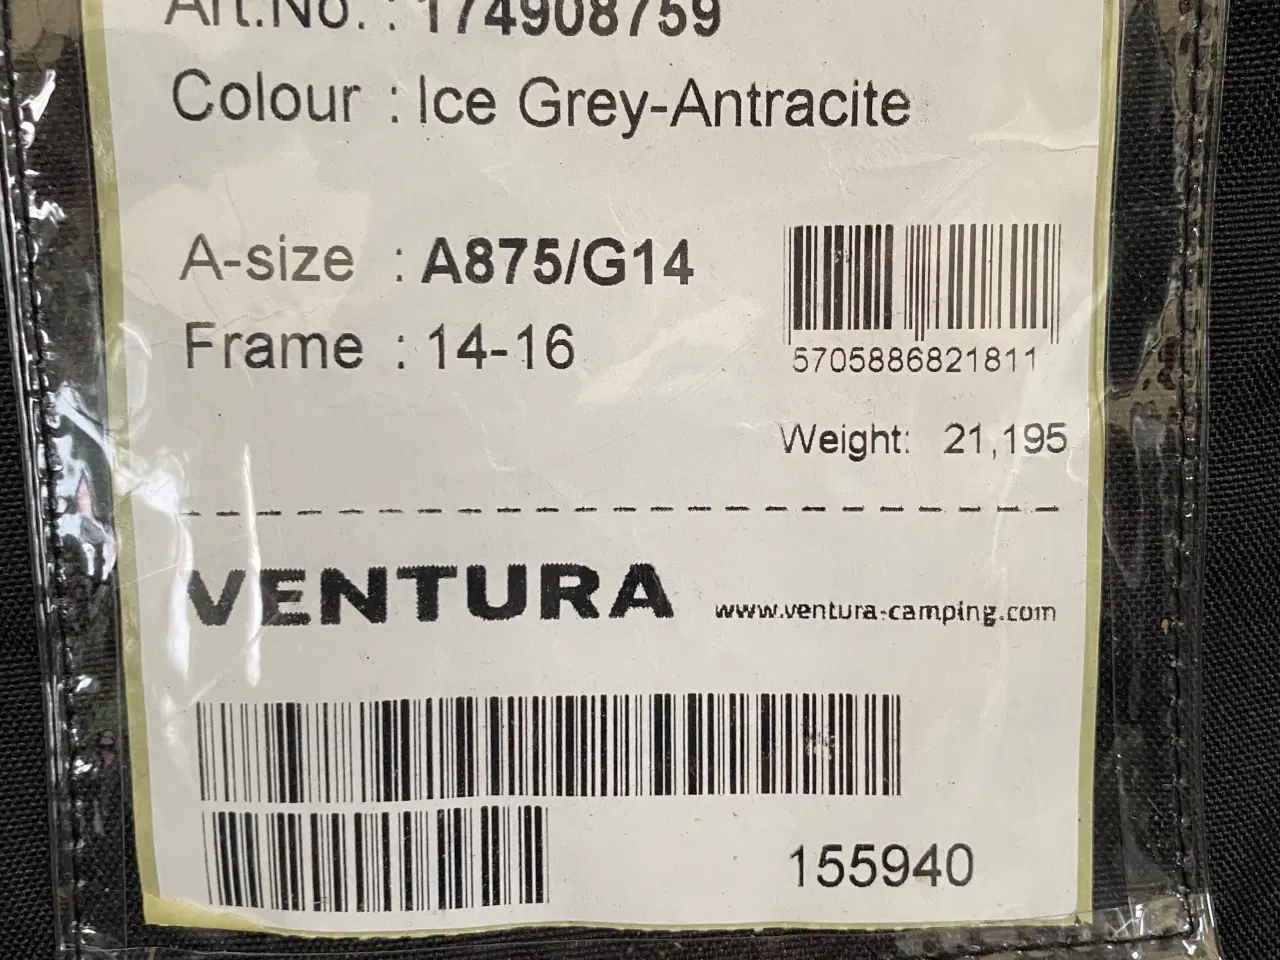 Art.No. : 174908759
Colour : Ice Grey-Antracite
A-size : A875/G14
Frame : 14-16
5705886821811
Weight: 21,195
VENTURA www.ventura-camping.com
155940